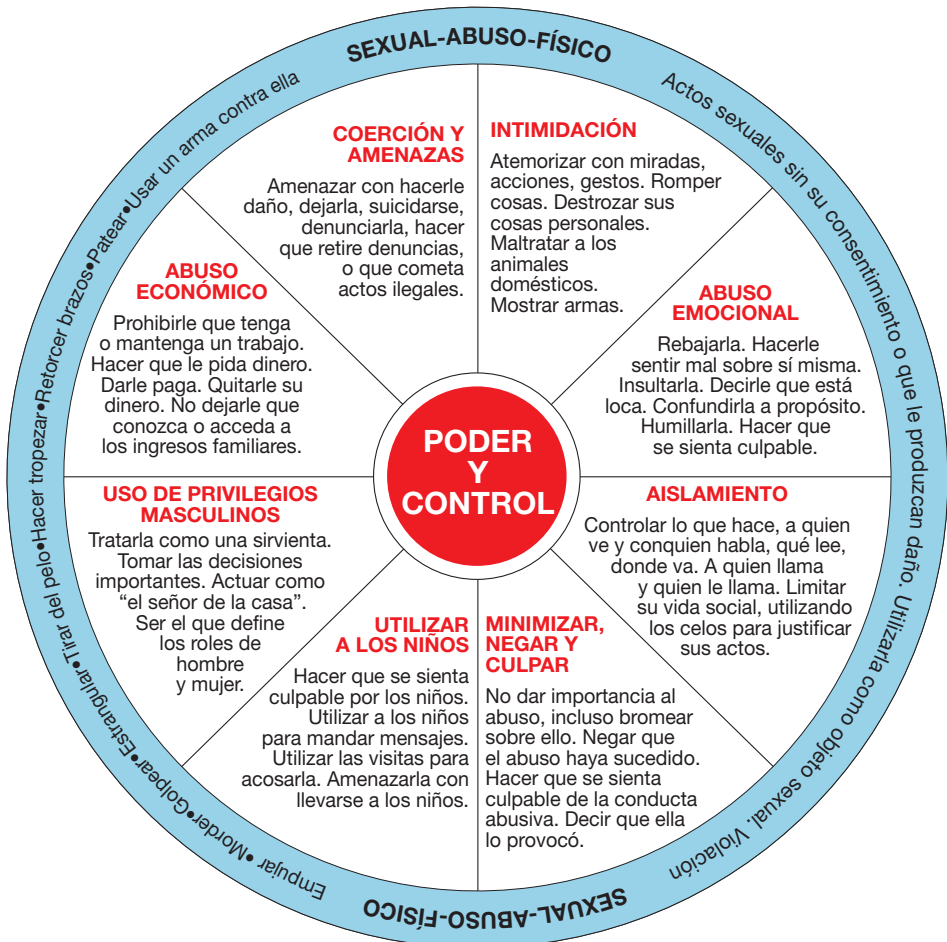 SEXUAL-ABUSO-FÍSICO
Actos sexuales sin su consentimiento o que le produzcan daño. Utilizarla como objeto sexual. Violación
SEXUAL-ABUSO-FÍSICO
Empujar • Morder•Golpear•Estrangular•Tirar del pelo•Hacer tropezar•Retorcer brazos•Patear•Usar un arma contra ella
COERCIÓN Y
AMENAZAS
Amenazar con hacerle
daño, dejarla, suicidarse,
denunciarla, hacer
que retire denuncias,
o que cometa
actos ilegales.
INTIMIDACIÓN
Atemorizar con miradas,
acciones, gestos. Romper
cosas. Destrozar sus
cosas personales.
Maltratar a los
animales
domésticos.
Mostrar armas.
ABUSO
ECONÓMICO
Prohibirle que tenga
o mantenga un trabajo.
Hacer que le pida dinero.
Darle paga. Quitarle su
dinero. No dejarle que
conozca o acceda a
los ingresos familiares.
ABUSO
EMOCIONAL
Rebajarla. Hacerle
sentir mal sobre sí misma.
Insultarla. Decirle que está
loca. Confundirla a propósito.
Humillarla. Hacer que
se sienta culpable.
PODER
Y
CONTROL
USO DE PRIVILEGIOS
MASCULINOS
Tratarla como una sirvienta.
Tomar las decisiones
importantes. Actuar como
“el señor de la casa”.
Ser el que define
los roles de
hombre
y mujer.
AISLAMIENTO
Controlar lo que hace, a quien
ve y conquien habla, qué lee,
donde va. A quien llama
y quien le llama. Limitar
su vida social, utilizando
los celos para justificar
sus actos.
UTILIZAR
A LOS NIÑOS
Hacer que se sienta
culpable por los niños.
Utilizar a los niños
para mandar mensajes.
Utilizar las visitas para
acosarla. Amenazarla con
llevarse a los niños.
MINIMIZAR,
NEGAR Y
CULPAR
No dar importancia al
abuso, incluso bromear
sobre ello. Negar que
el abuso haya sucedido.
Hacer que se sienta
culpable de la conducta
abusiva. Decir que ella
lo provocó.